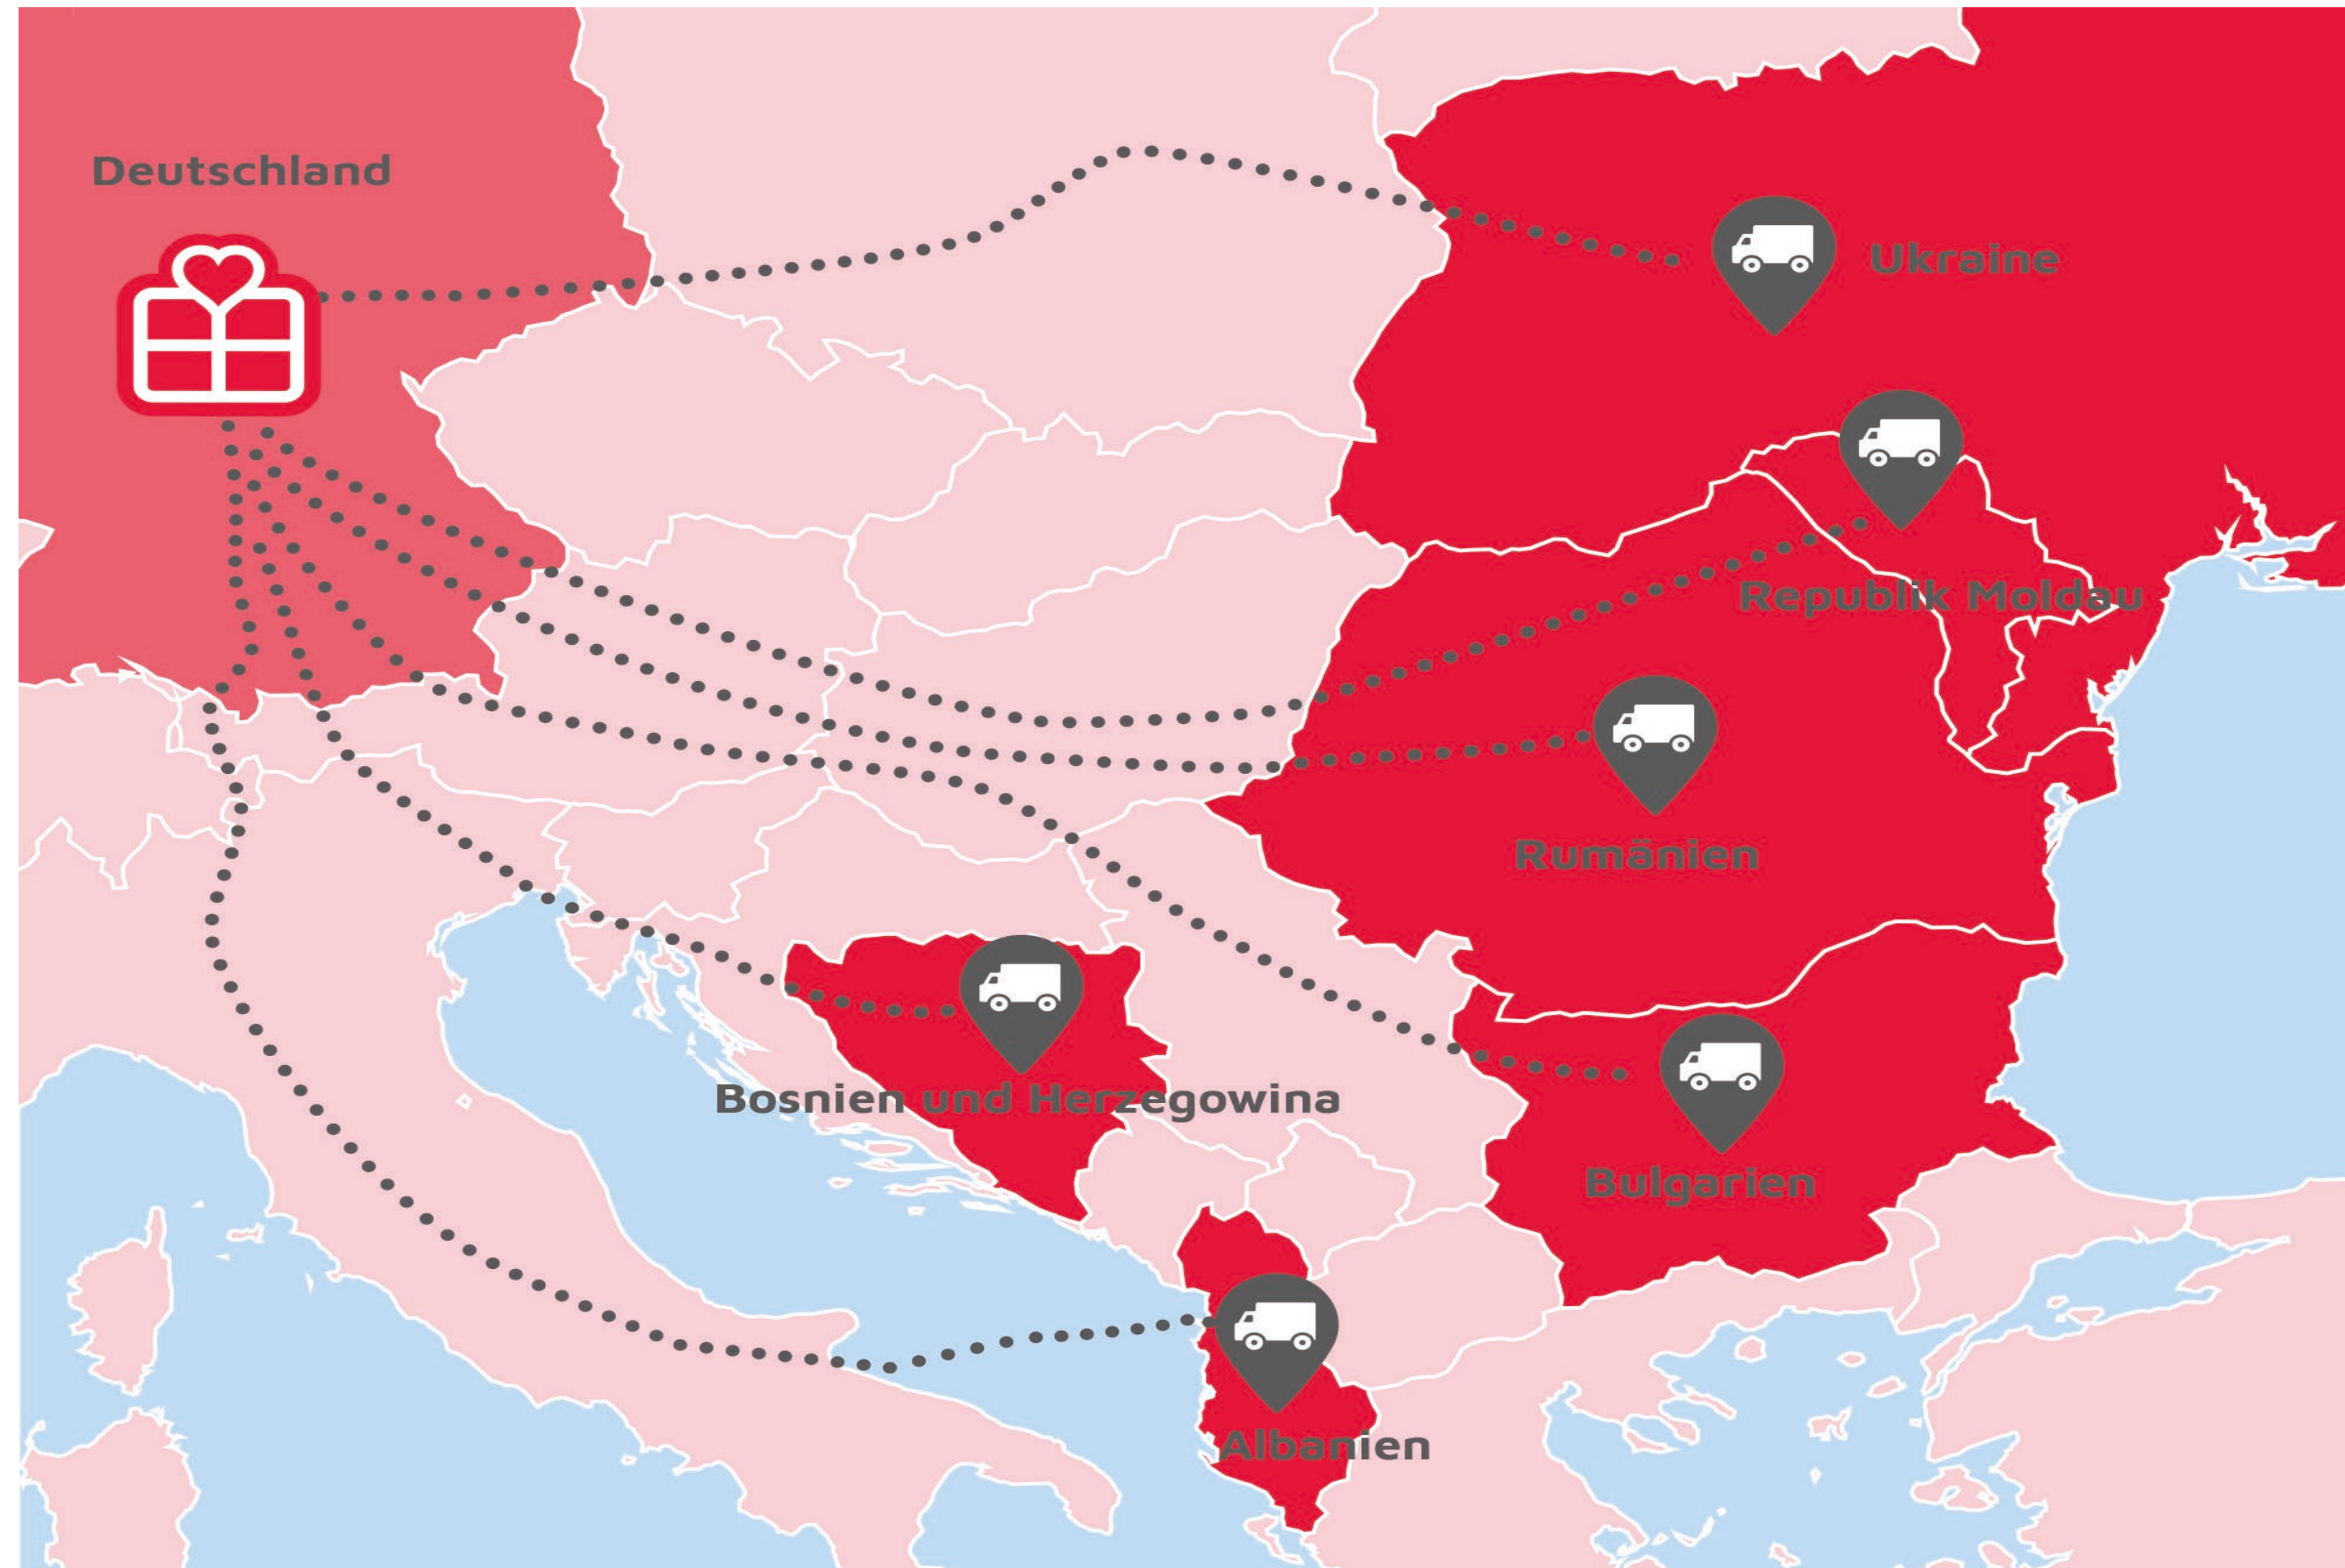 Deutschland
Ukraine
Republik Moldau
Rumänien
Bosnien und Herzegowina
Bulgarien
Albanien